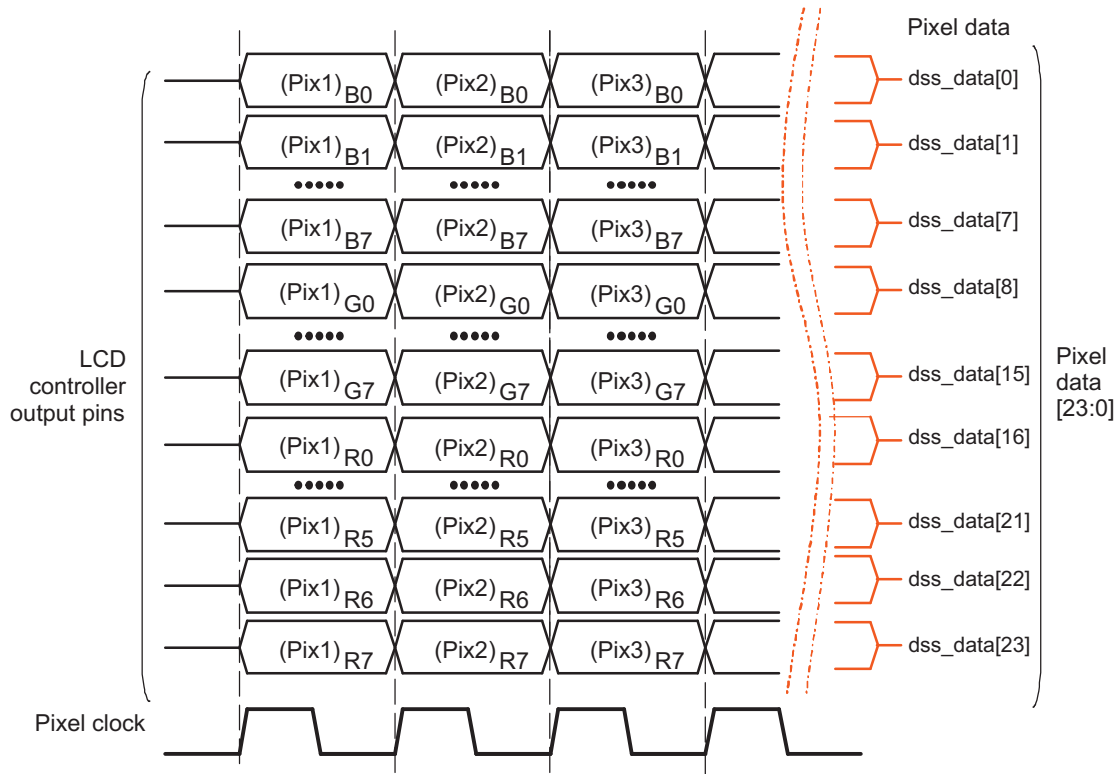 Pixel data
(Pix1)B0 (Pix2)B0 (Pix3)B0 dss_data[0]
(Pix1)B1 (Pix2)B1 (Pix3)B1 dss_data[1]
(Pix1)B7 (Pix2)B7 (Pix3)B7 dss_data[7]
(Pix1)G0 (Pix2)G0 (Pix3)G0 dss_data[8]
(Pix1)G7 (Pix2)G7 (Pix3)G7 dss_data[15]
(Pix1)R0 (Pix2)R0 (Pix3)R0 dss_data[16]
(Pix1)R5 (Pix2)R5 (Pix3)R5 dss_data[21]
(Pix1)R6 (Pix2)R6 (Pix3)R6 dss_data[22]
(Pix1)R7 (Pix2)R7 (Pix3)R7 dss_data[23]
LCD
controller
output pins
Pixel
data
[23:0]
Pixel clock